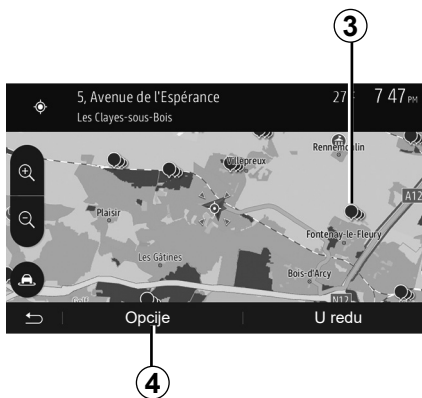 3
5, Avenue de l'Espérance
27°
7 47 PM
Les Clayes-sous-Bois
Rennemoulin
Villepreux
A12
Plaisir
Fontenay-le-Fleury
Les Gâtines
Bois-d'Arcy
N12
Opcije
U redu
4